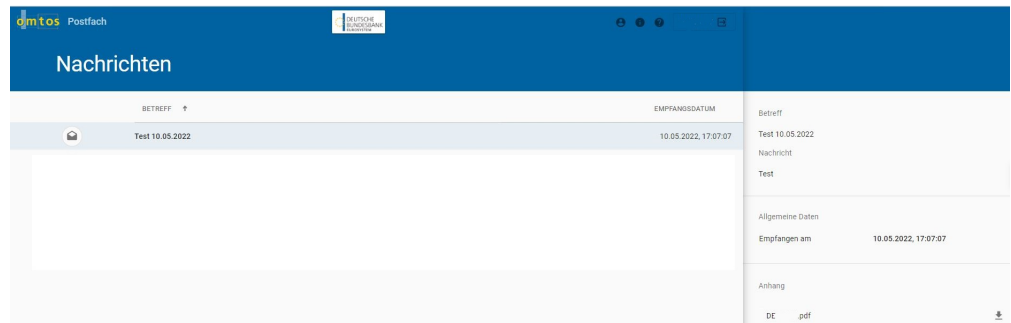 omtos Postfach
DEUTSCHE
BUNDESBANK
EUROSYSTEM
Nachrichten
BETREFF
EMPFANGSDATUM
Test 10.05.2022
10.05.2022, 17:07:07
Betreff
Test 10.05.2022
Nachricht
Test
Allgemeine Daten
Empfangen am 10.05.2022, 17:07:07
Anhang
DE .pdf